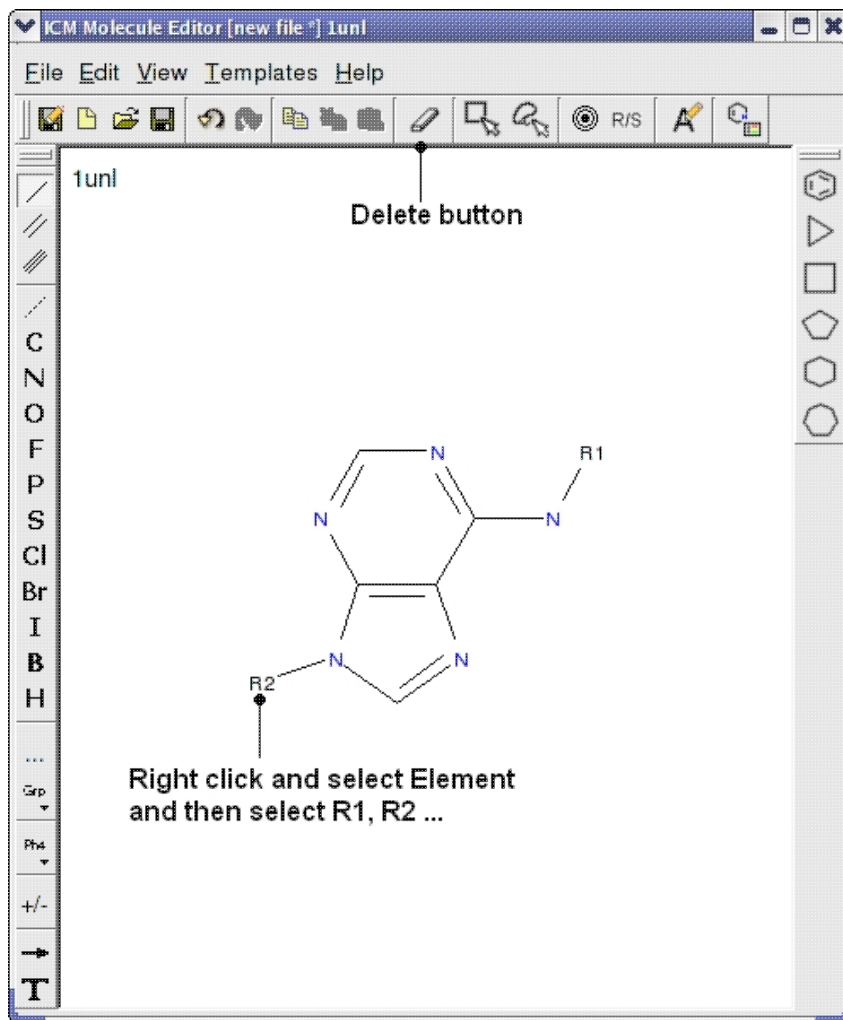 ICM Molecule Editor [new file *] 1unl
File Edit View Templates Help
R/S
1unl
Delete button
C
N
O
F
P
S
Cl
Br
I
B
H
...
Grp
Ph4
+/-
T
N
R1
N
N
N
N
R2
Right click and select Element
and then select R1, R2 ...